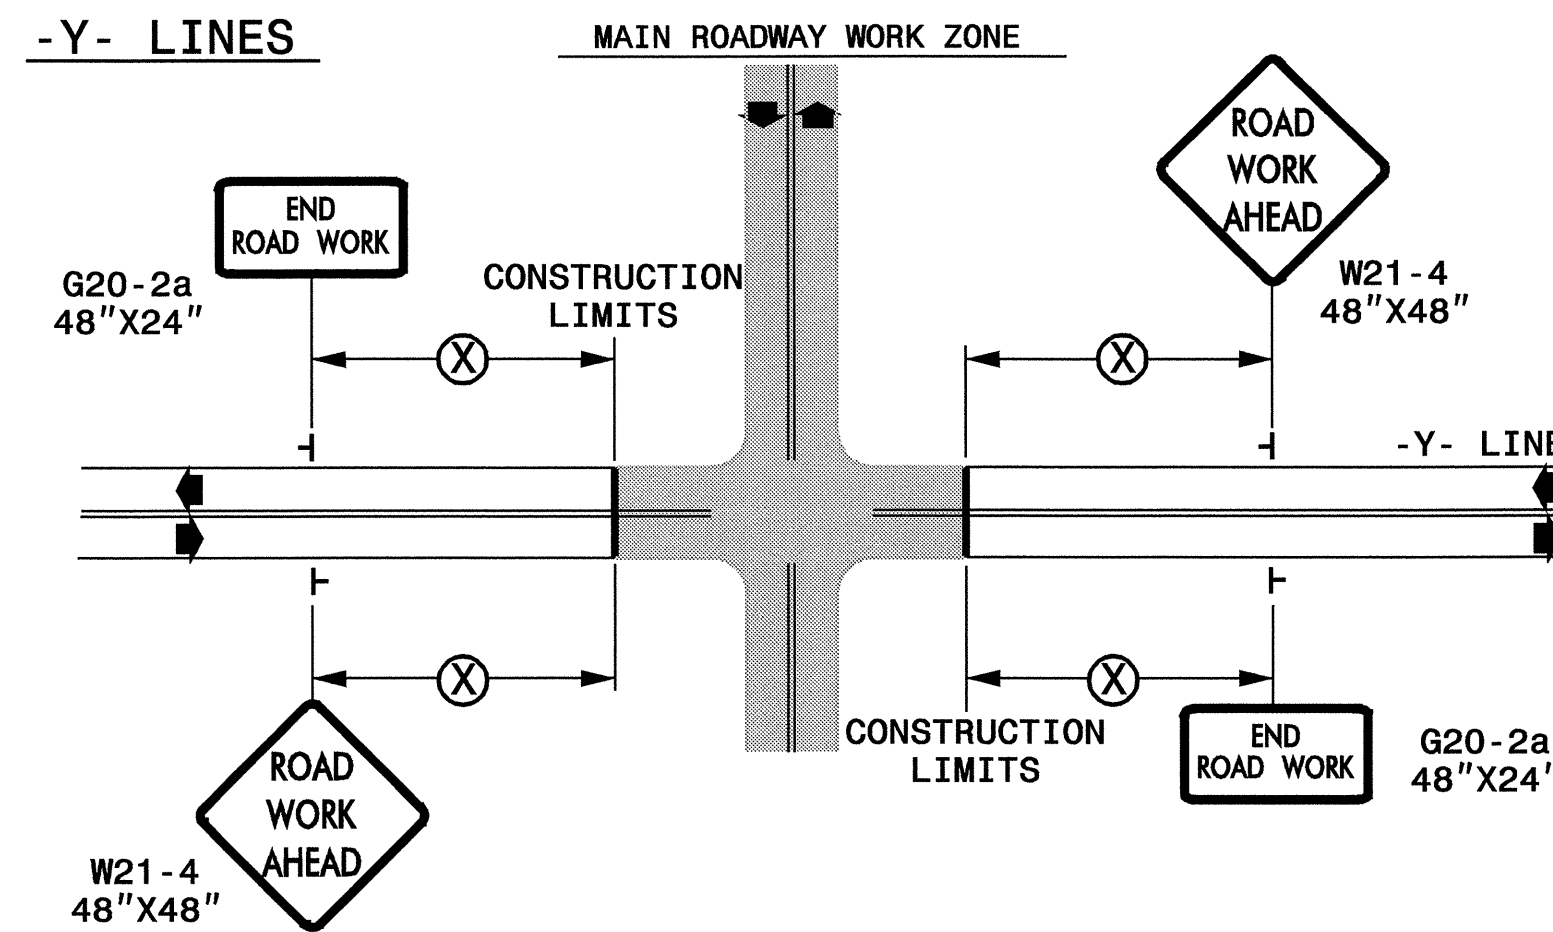 -Y- LINES
MAIN ROADWAY WORK ZONE
ROAD
WORK
AHEAD
W21-4
48"X48"
END
ROAD WORK
G20-2a
48"X24"
CONSTRUCTION
LIMITS
X
X
-Y- LINE
X
X
CONSTRUCTION
LIMITS
END
ROAD WORK
G20-2a
48"X24"
ROAD
WORK
AHEAD
W21-4
48"X48"